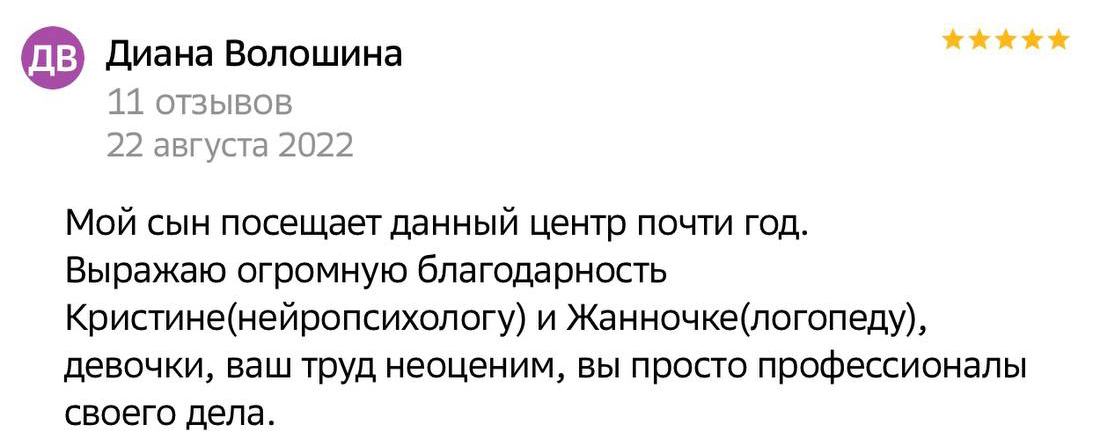 ДВ
Диана Волошина
11 отзывов
22 августа 2022
Мой сын посещает данный центр почти год.
Выражаю огромную благодарность
Кристине(нейропсихологу) и Жанночке(логопеду),
девочки, ваш труд неоценим, вы просто профессионалы
своего дела.